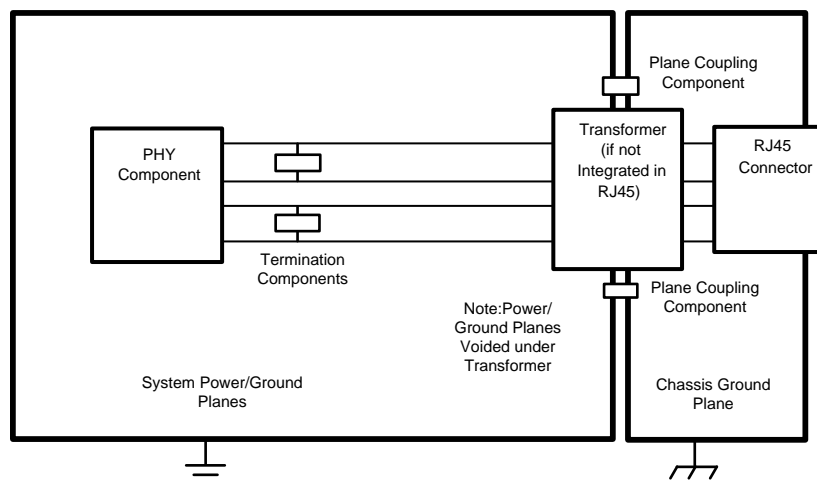 Plane Coupling
Component
Transformer
(if not
Integrated in
RJ45)
RJ45
Connector
PHY
Component
Termination
Components
Plane Coupling
Component
Note:Power/
Ground Planes
Voided under
Transformer
System Power/Ground
Planes
Chassis Ground
Plane